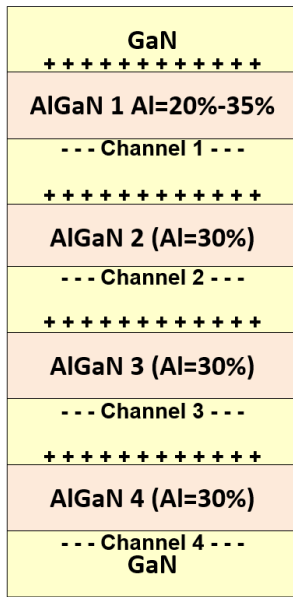 GaN
+ + + + + + + + + + + +
AlGaN 1 Al=20%-35%
- - - Channel 1 - - -
+ + + + + + + + + + + +
AlGaN 2 (Al=30%)
- - - Channel 2 - - -
+ + + + + + + + + + + +
AlGaN 3 (Al=30%)
- - - Channel 3 - - -
+ + + + + + + + + + + +
AlGaN 4 (Al=30%)
- - - Channel 4 - - -
GaN